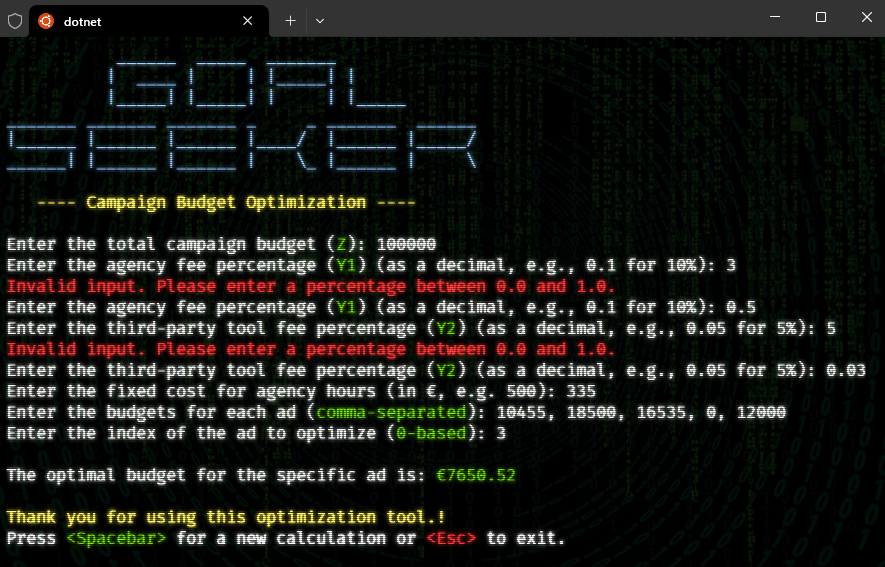 dotnet
GOAL
SEEKER
---- Campaign Budget Optimization ----
Enter the total campaign budget (Z): 100000
Enter the agency fee percentage (Y1) (as a decimal, e.g., 0.1 for 10%): 3
Invalid input. Please enter a percentage between 0.0 and 1.0.
Enter the agency fee percentage (Y1) (as a decimal, e.g., 0.1 for 10%): 0.5
Enter the third-party tool fee percentage (Y2) (as a decimal, e.g., 0.05 for 5%): 5
Invalid input. Please enter a percentage between 0.0 and 1.0.
Enter the third-party tool fee percentage (Y2) (as a decimal, e.g., 0.05 for 5%): 0.03
Enter the fixed cost for agency hours (in €, e.g. 500): 335
Enter the budgets for each ad (comma-separated): 10455, 18500, 16535, 0, 12000
Enter the index of the ad to optimize (0-based): 3
The optimal budget for the specific ad is: €7650.52
Thank you for using this optimization tool.!
Press <Spacebar> for a new calculation or <Esc> to exit.